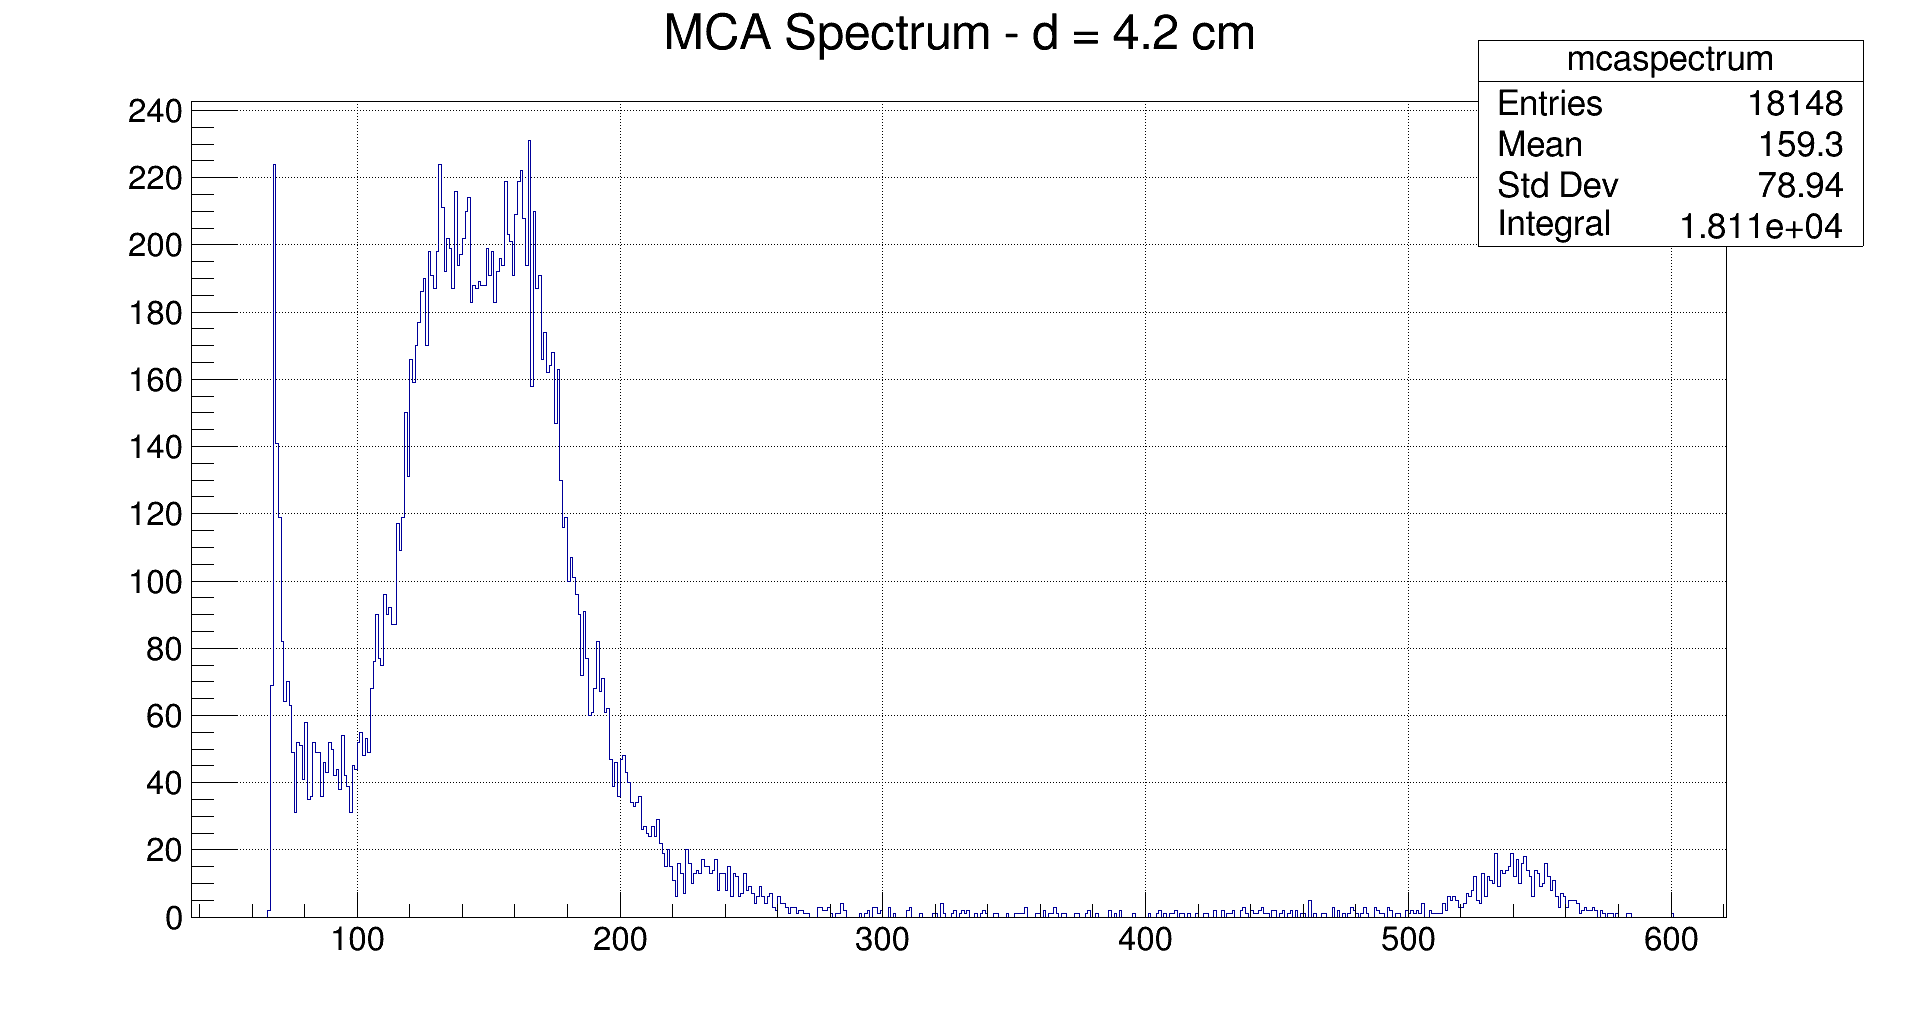 MCA Spectrum - d = 4.2 cm
mcaspectrum
Entries 18148
Mean 159.3
Std Dev 78.94
Integral 1.811e+04
240
220
200
180
160
140
120
100
80
60
40
20
0
100 200 300 400 500 600